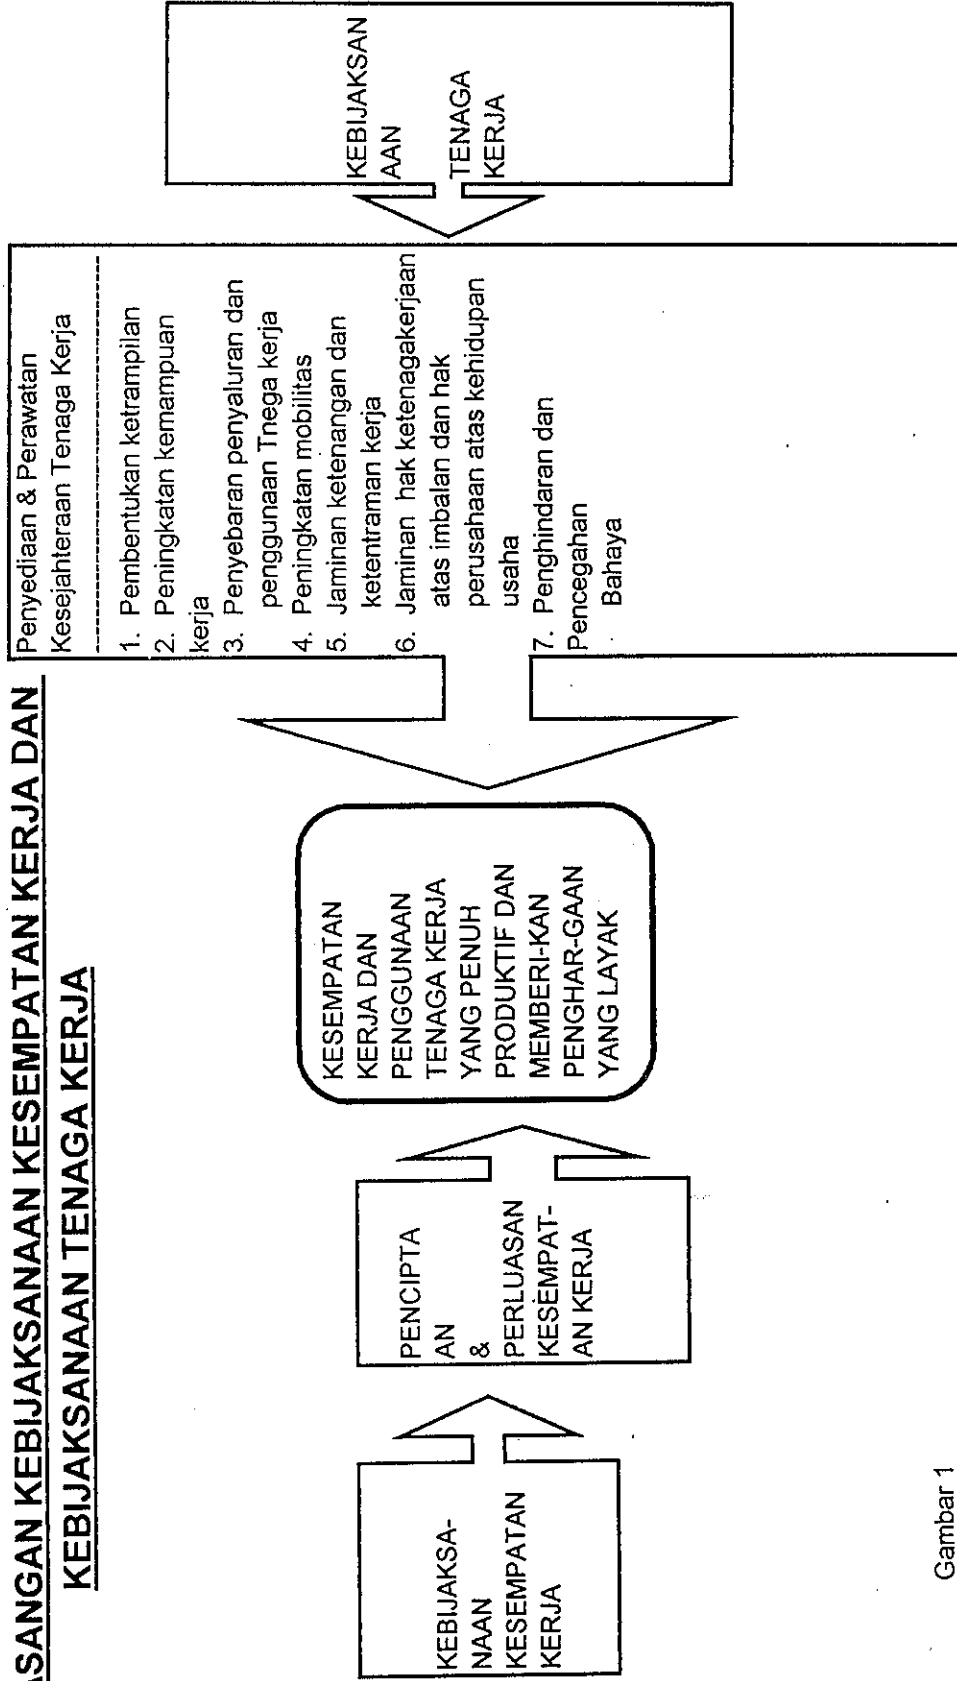 SANGAN KEBIJAKSANAAN KESEMPATAN KERJA DAN
KEBIJAKSANAAN TENAGA KERJA
KEBIJAKSA-
NAAN
KESEMPATAN
KERJA
PENCIPTA
AN
&
PERLUASAN
KESEMPAT-
AN KERJA
KESEMPATAN
KERJA DAN
PENGGUNAAN
TENAGA KERJA
YANG PENUH
PRODUKTIF DAN
MEMBERI-KAN
PENGHAR-GAAN
YANG LAYAK
Penyediaan & Perawatan
Kesejahteraan Tenaga Kerja
1. Pembentukan ketrampilan
2. Peningkatan kemampuan
kerja
3. Penyebaran penyaluran dan
penggunaan Tnega kerja
4. Peningkatan mobilitas
5. Jaminan ketenangan dan
ketentraman kerja
6. Jaminan hak ketenagakerjaan
atas imbalan dan hak
perusahaan atas kehidupan
usaha
7. Penghindaran dan
Pencegahan
Bahaya
KEBIJAKSAN
AAN
TENAGA
KERJA
Gambar 1